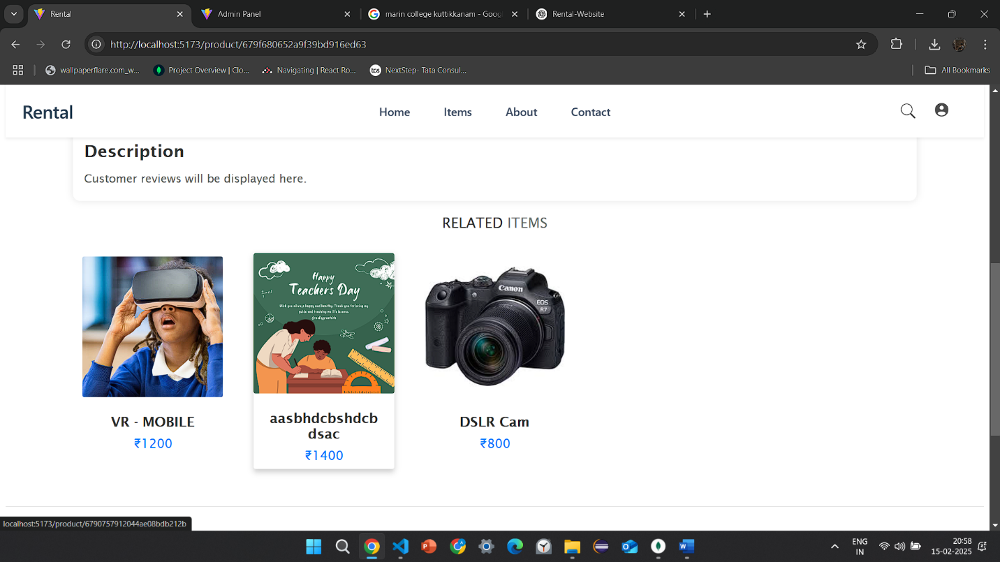 Rental
Admin Panel
marin college kuttikkanam - Goog
Rental-Website
http://localhost:5173/product/679f680652a9f39bd916ed63
wallpaperflare.com_w...
Project Overview | Clo...
Navigating | React Ro...
tcs
NextStep- Tata Consul...
All Bookmarks
Rental
Home
Items
About
Contact
Description
Customer reviews will be displayed here.
RELATED ITEMS
Happy
Teachers Day
Wish you all ways happy and healthy. Thank you for being my
guide and teaching me life lessons.
Canon
EOS
R7
VR - MOBILE
₹1200
aasbhdcbshdcb
dsac
₹1400
DSLR Cam
₹800
localhost:5173/product/6790757912044ae08bdb212b
ENG
IN
20:58
15-02-2025